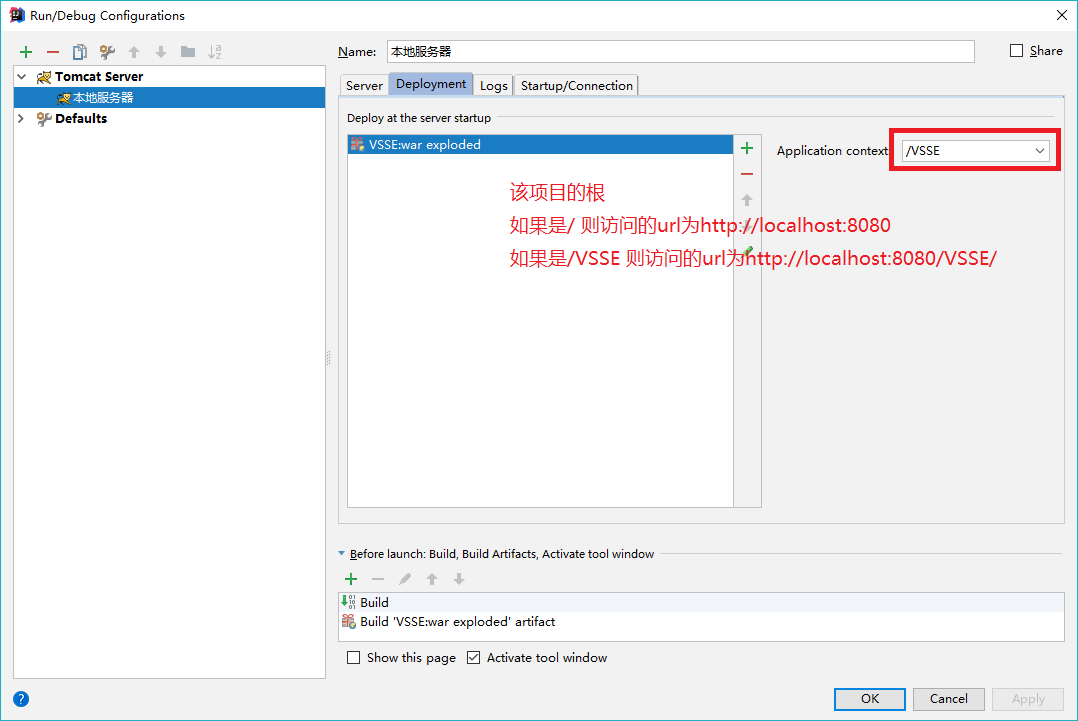 Run/Debug Configurations
Name: 本地服务器
Share
Tomcat Server
本地服务器
Defaults
Server Deployment Logs Startup/Connection
Deploy at the server startup
VSSE:war exploded
Application context
/VSSE
该项目的根
如果是/ 则访问的url为http://localhost:8080
如果是/VSSE 则访问的url为http://localhost:8080/VSSE/
Before launch: Build, Build Artifacts, Activate tool window
Build
Build 'VSSE:war exploded' artifact
Show this page Activate tool window
OK Cancel Apply